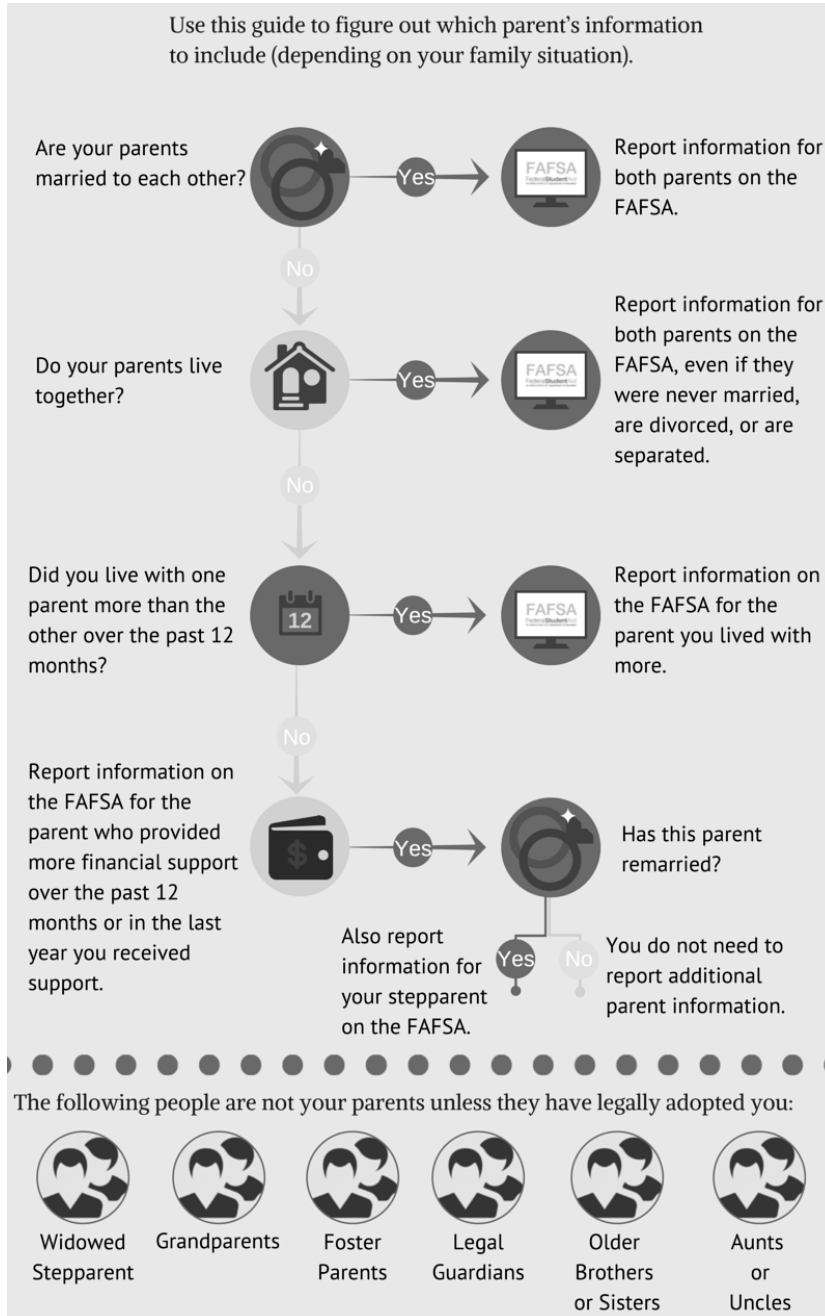 Use this guide to figure out which parent's information
to include (depending on your family situation).
Are your parents
married to each other?
Yes
FAFSA
FederalStudentAid
Report information for
both parents on the
FAFSA.
No
Do your parents live
together?
Yes
FAFSA
FederalStudentAid
Report information for
both parents on the
FAFSA, even if they
were never married,
are divorced, or are
separated.
No
Did you live with one
parent more than the
other over the past 12
months?
12
Yes
FAFSA
FederalStudentAid
Report information on
the FAFSA for the
parent you lived with
more.
No
Report information on
the FAFSA for the
parent who provided
more financial support
over the past 12
months or in the last
year you received
support.
$
Yes
Has this parent
remarried?
Also report
information for
your stepparent
on the FAFSA.
Yes
No
You do not need to
report additional
parent information.
The following people are not your parents unless they have legally adopted you:
Widowed
Stepparent
Grandparents
Foster
Parents
Legal
Guardians
Older
Brothers
or Sisters
Aunts
or
Uncles